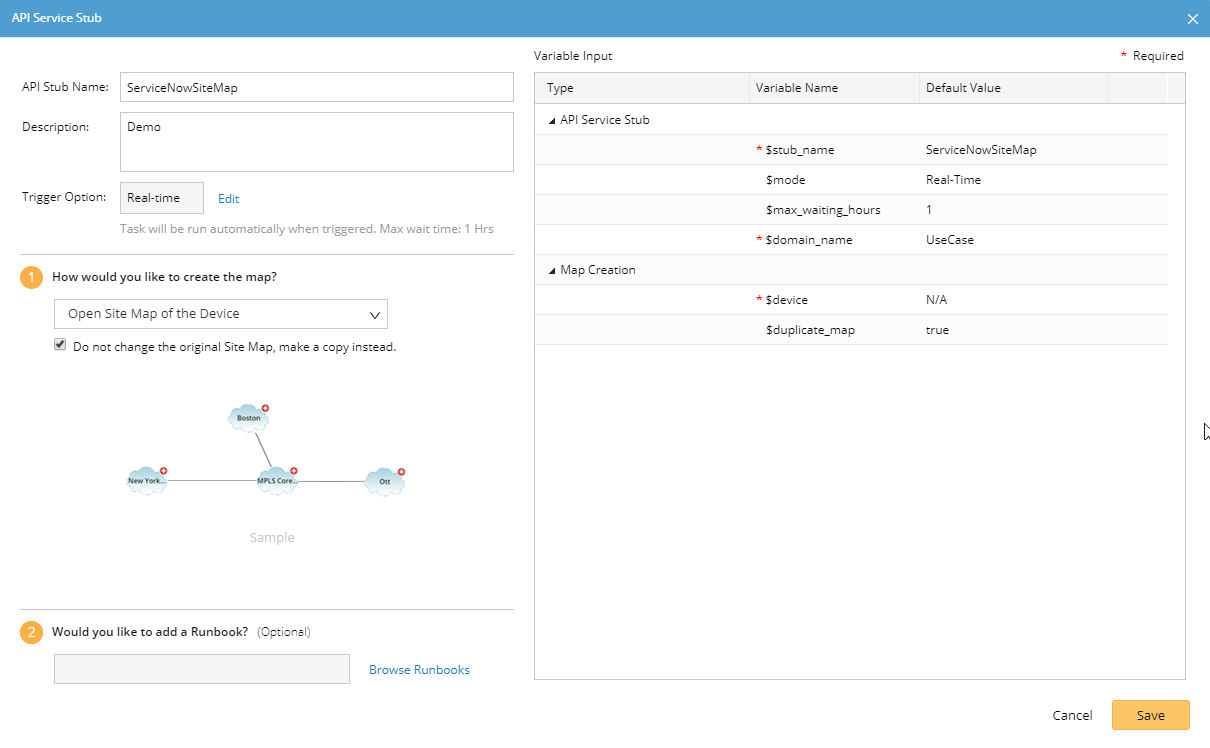 API Service Stub
API Stub Name:
ServiceNowSiteMap
Description:
Demo
Trigger Option:
Real-time
Edit
Task will be run automatically when triggered. Max wait time: 1 Hrs
1
How would you like to create the map?
Open Site Map of the Device
Do not change the original Site Map, make a copy instead.
Boston
New York...
MPLS Core...
Ott
Sample
2
Would you like to add a Runbook? (Optional)
Browse Runbooks
Variable Input
* Required
Type Variable Name Default Value
API Service Stub
* $stub_name ServiceNowSiteMap
$mode Real-Time
$max_waiting_hours 1
* $domain_name UseCase
Map Creation
* $device N/A
$duplicate_map true
Cancel
Save